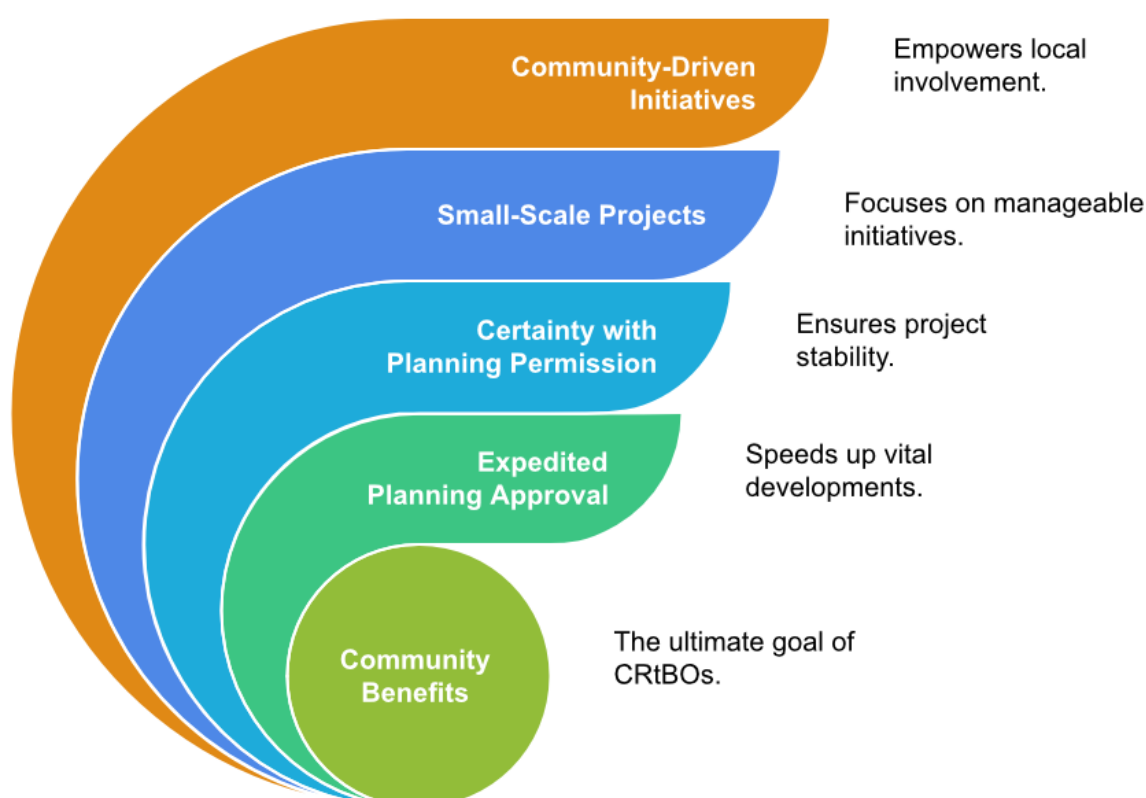 Community-Driven
Initiatives
Empowers local
involvement.
Small-Scale Projects
Focuses on manageable
initiatives.
Certainty with
Planning Permission
Ensures project
stability.
Expedited
Planning Approval
Speeds up vital
developments.
Community
Benefits
The ultimate goal of
CRtBOs.